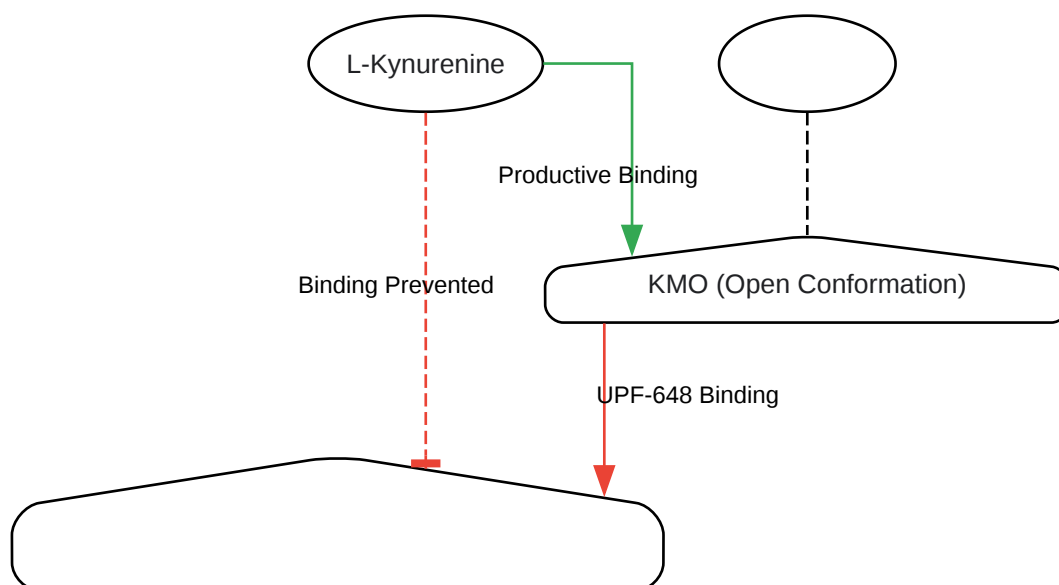 L-Kynurenine
Productive Binding
Binding Prevented
KMO (Open Conformation)
UPF-648 Binding